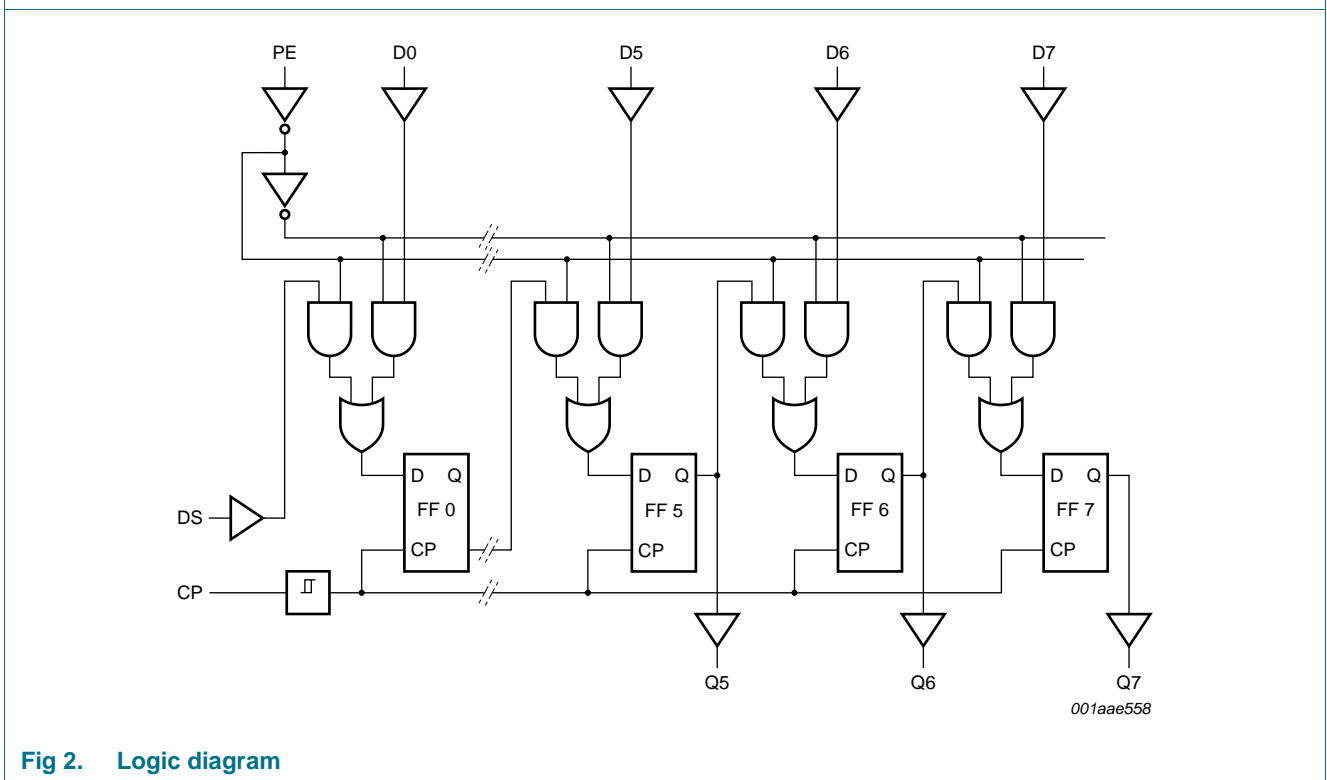 PE D0 D5 D6 D7
D Q D Q D Q D Q
FF 0 FF 5 FF 6 FF 7
DS
CP CP CP CP
CP
Q5 Q6 Q7
001aae558
Fig 2. Logic diagram